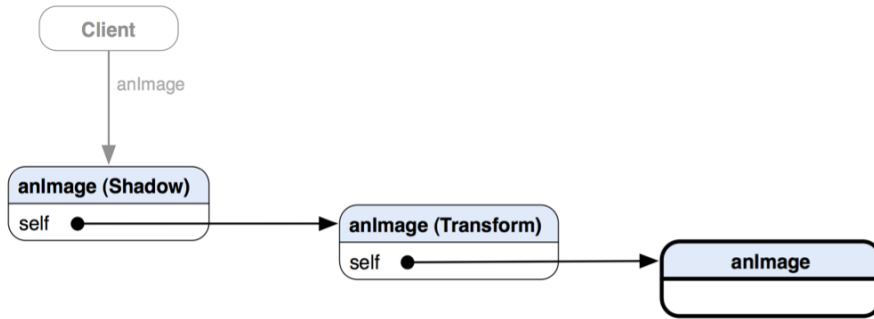 Client
anImage
anImage (Shadow)
self
anImage (Transform)
self
anImage